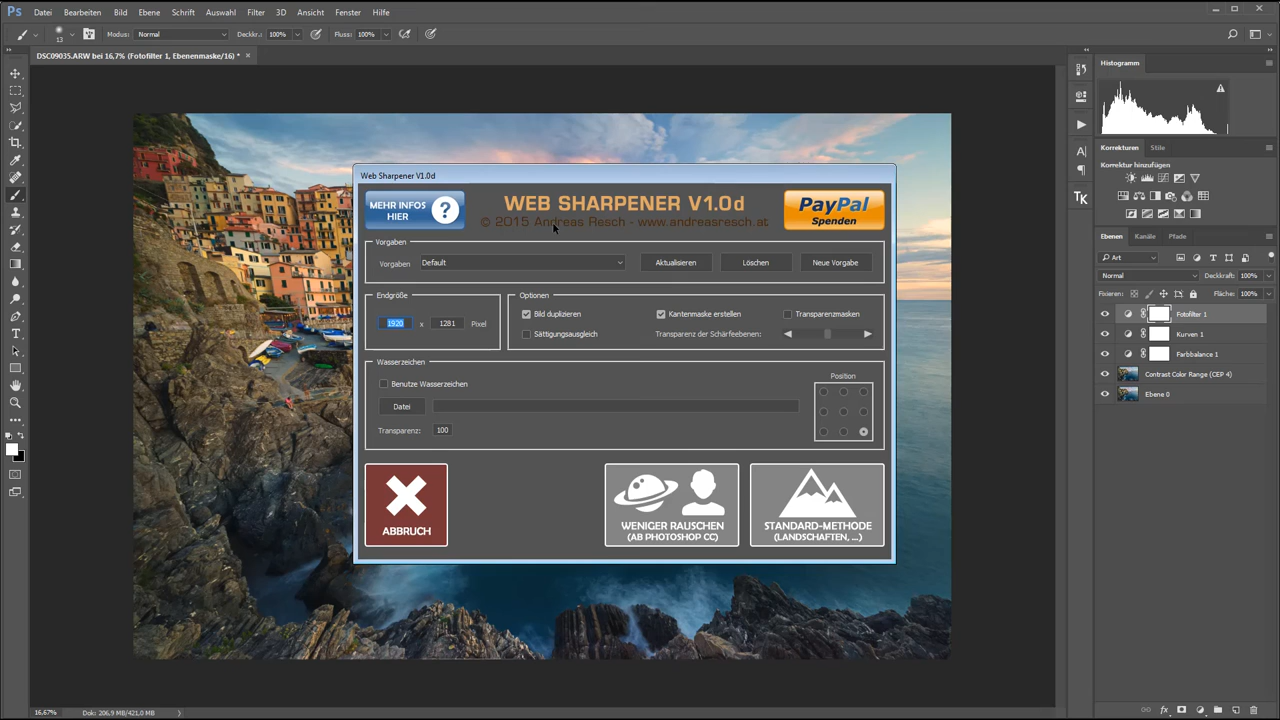 Ps Datei Bearbeiten Bild Ebene Schrift Auswahl Filter 3D Ansicht Fenster Hilfe
13 Modus: Normal Deckkr.: 100% Fluss: 100%
DSC09035.ARW bei 16,7% (Fotofilter 1, Ebenenmaske/16) * ×
Web Sharpener V1.0d
MEHR INFOS
HIER ?
WEB SHARPENER V1.0d
© 2015 Andreas Resch - www.andreasresch.at
PayPal
Spenden
Vorgaben
Vorgaben Default Aktualisieren Löschen Neue Vorgabe
Endgröße
1920 x 1281 Pixel
Optionen
Bild duplizieren Kantenmaske erstellen Transparenzmasken
Sättigungsausgleich Transparenz der Schärfeebenen:
Wasserzeichen
Benutze Wasserzeichen
Datei
Transparenz: 100
Position
ABBRUCH
WENIGER RAUSCHEN
(AB PHOTOSHOP CC)
STANDARD-METHODE
(LANDSCHAFTEN, ...)
Histogramm
Korrekturen Stile
Korrektur hinzufügen
Ebenen Kanäle Pfade
Art
Normal Deckkraft: 100%
Fixieren: Fläche: 100%
Fotofilter 1
Kurven 1
Farbbalance 1
Contrast Color Range (CEP 4)
Ebene 0
16,67% Dok: 206,9 MB/421,0 MB